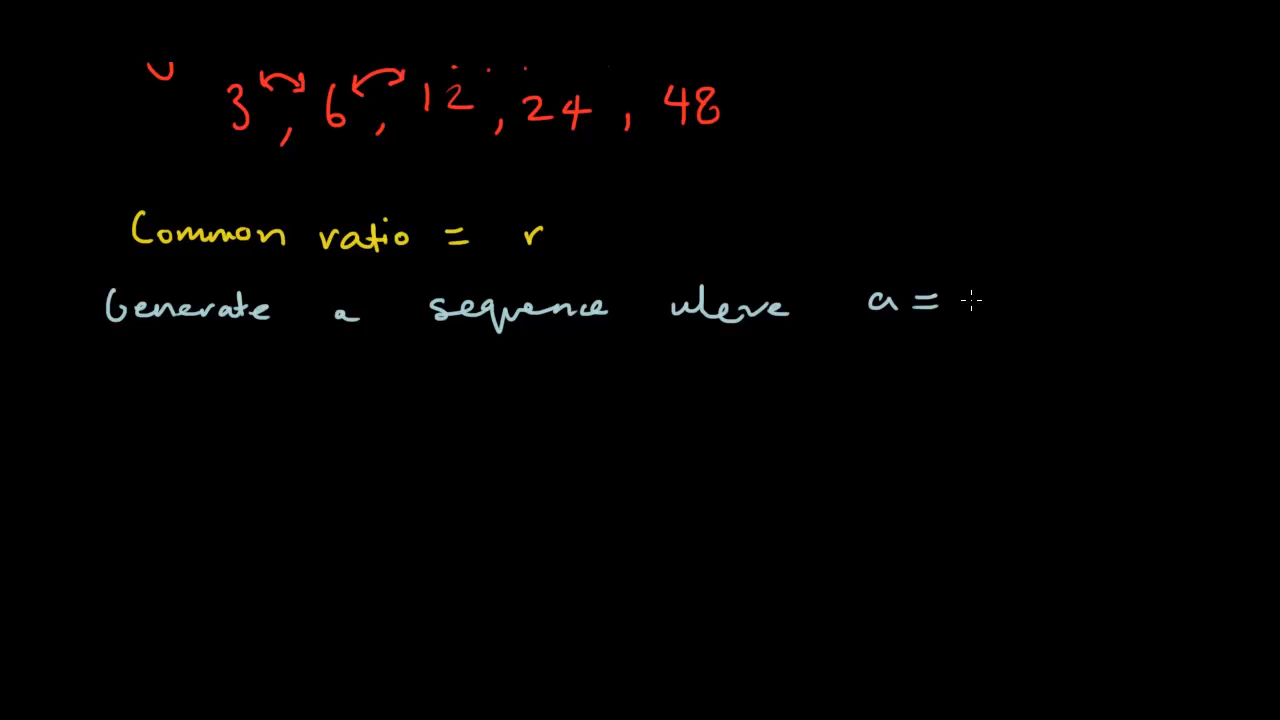 3, 6, 12, 24, 48
Common ratio = r
Generate a sequence where a =